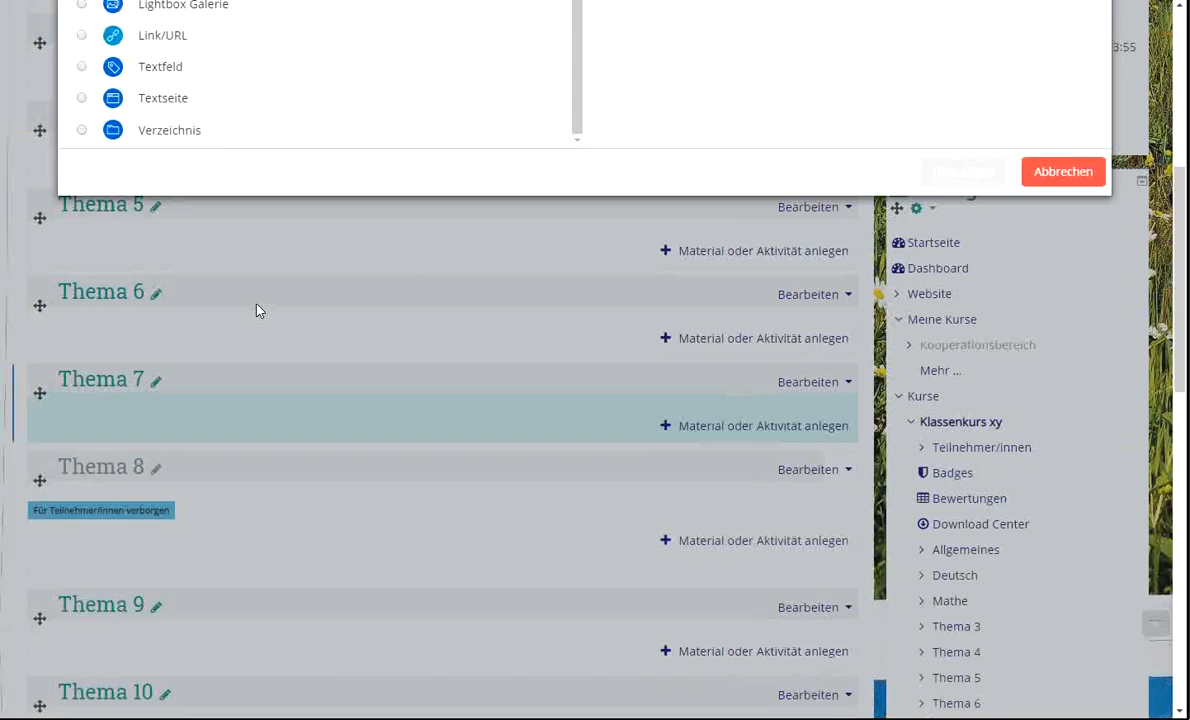 Lightbox Galerie
Link/URL
Textfeld
Textseite
Verzeichnis
Abbrechen
3:55
Thema 5
Bearbeiten
Material oder Aktivität anlegen
Thema 6
Bearbeiten
Material oder Aktivität anlegen
Thema 7
Bearbeiten
Material oder Aktivität anlegen
Thema 8
Bearbeiten
Für Teilnehmer/innen verborgen
Material oder Aktivität anlegen
Thema 9
Bearbeiten
Material oder Aktivität anlegen
Thema 10
Bearbeiten
Startseite
Dashboard
Website
Meine Kurse
Kooperationsbereich
Mehr ...
Kurse
Klassenkurs xy
Teilnehmer/innen
Badges
Bewertungen
Download Center
Allgemeines
Deutsch
Mathe
Thema 3
Thema 4
Thema 5
Thema 6